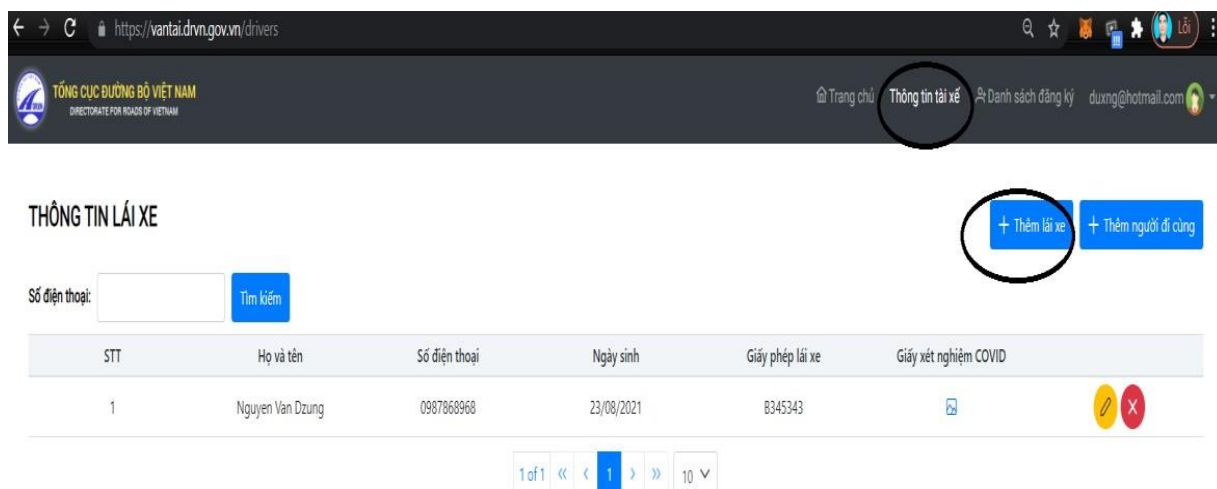 https://vantai.drvn.gov.vn/drivers Lỗi
TỔNG CỤC ĐƯỜNG BỘ VIỆT NAM
DIRECTORATE FOR ROADS OF VIETNAM
Trang chủ Thông tin tài xế Danh sách đăng ký duxng@hotmail.com
THÔNG TIN LÁI XE
+ Thêm lái xe + Thêm người đi cùng
Số điện thoại: Tìm kiếm
STT Họ và tên Số điện thoại Ngày sinh Giấy phép lái xe Giấy xét nghiệm COVID
1 Nguyen Van Dzung 0987868968 23/08/2021 B345343
1 of 1 « ‹ 1 › » 10